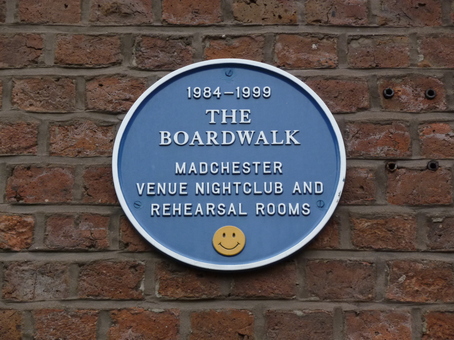 1984–1999
THE
BOARDWALK
MADCHESTER
VENUE NIGHTCLUB AND
REHEARSAL ROOMS